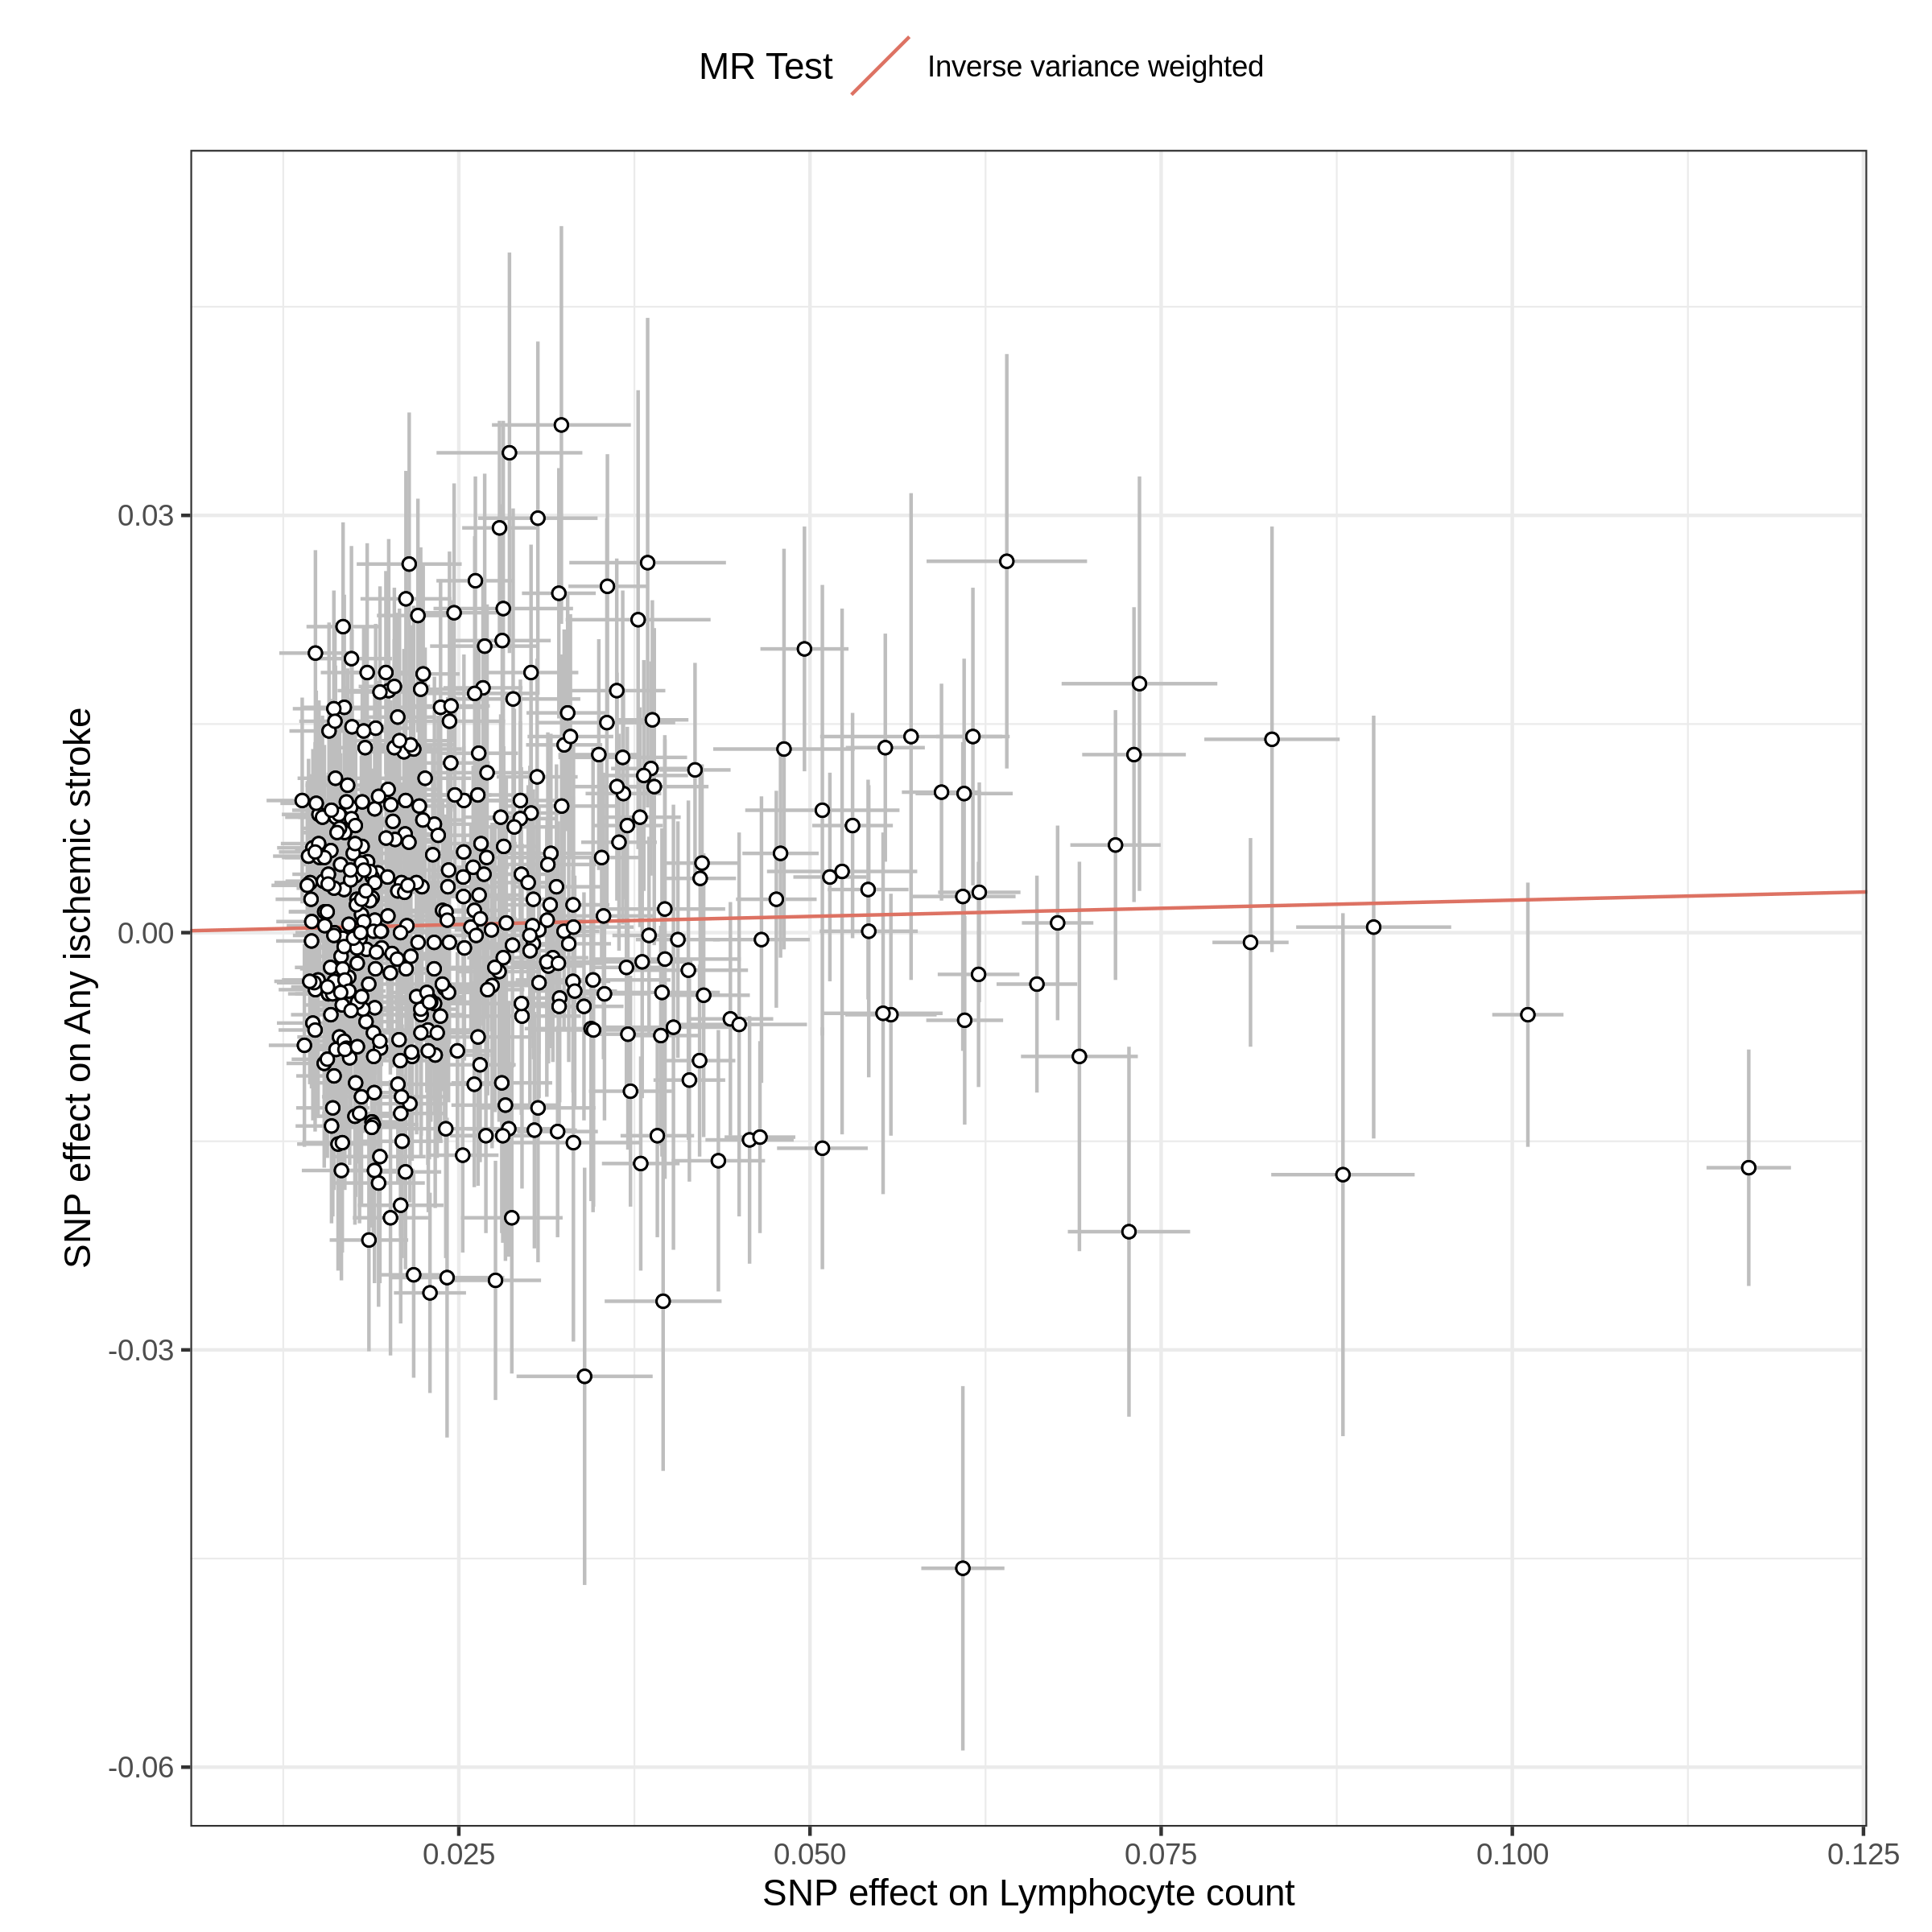 MR Test
Inverse variance weighted
SNP effect on Any ischemic stroke
0.03
0.00
-0.03
-0.06
0.025
0.050
0.075
0.100
0.125
SNP effect on Lymphocyte count